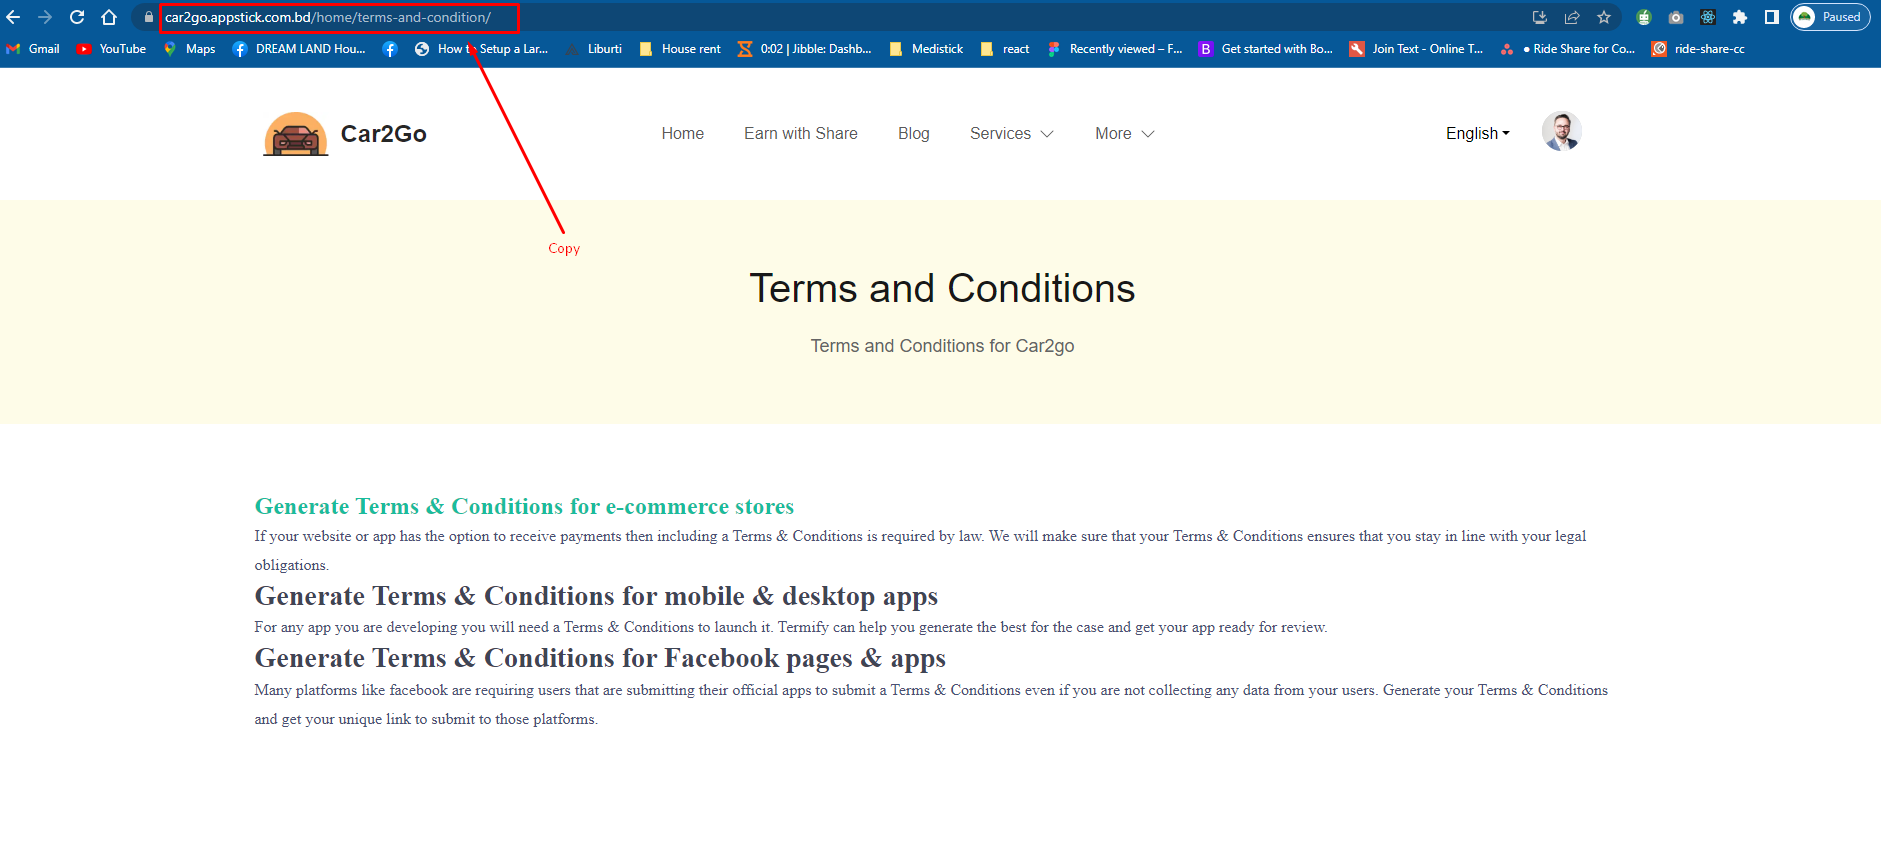 car2go.appstick.com.bd/home/terms-and-condition/
Paused
Gmail YouTube Maps DREAM LAND Hou... How to Setup a Lar... Liburti House rent 0:02 | Jibble: Dashb... Medistick react Recently viewed – F... B Get started with Bo... Join Text - Online T... ● Ride Share for Co... ride-share-cc
Car2Go Home Earn with Share Blog Services More English
Copy
Terms and Conditions
Terms and Conditions for Car2go
Generate Terms & Conditions for e-commerce stores
If your website or app has the option to receive payments then including a Terms & Conditions is required by law. We will make sure that your Terms & Conditions ensures that you stay in line with your legal
obligations.
Generate Terms & Conditions for mobile & desktop apps
For any app you are developing you will need a Terms & Conditions to launch it. Termify can help you generate the best for the case and get your app ready for review.
Generate Terms & Conditions for Facebook pages & apps
Many platforms like facebook are requiring users that are submitting their official apps to submit a Terms & Conditions even if you are not collecting any data from your users. Generate your Terms & Conditions
and get your unique link to submit to those platforms.